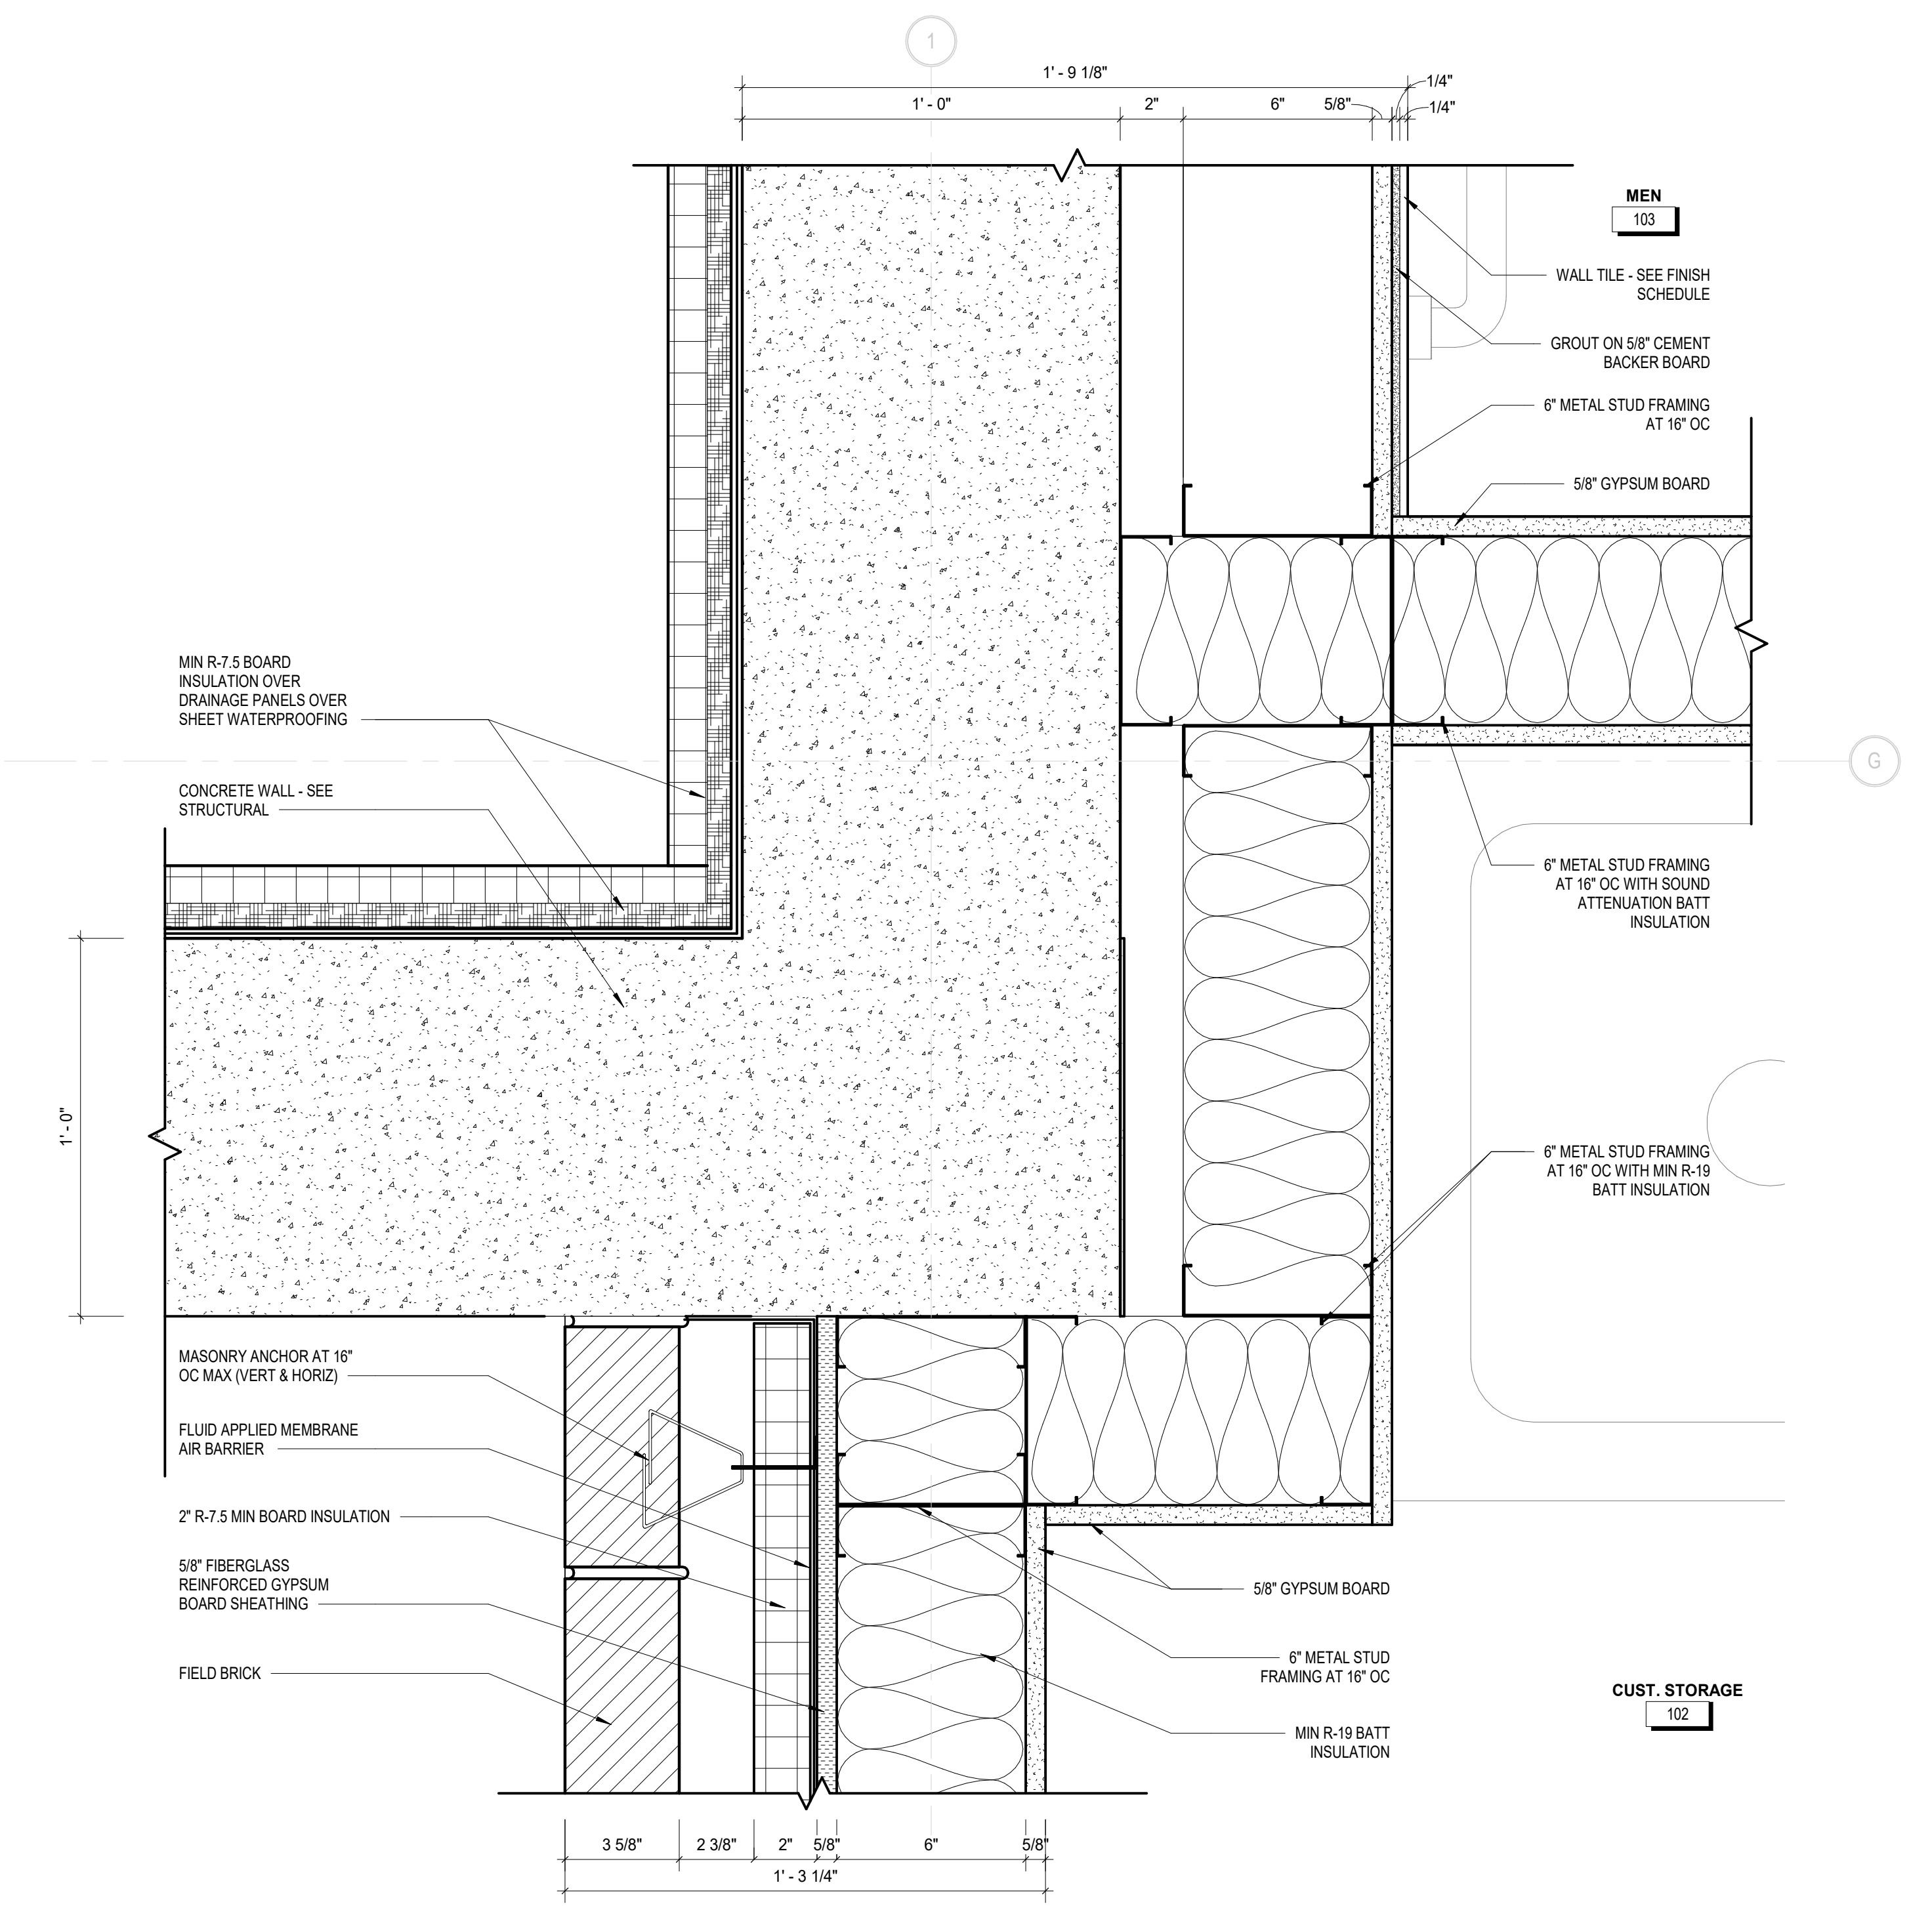 1
1' - 9 1/8"
1/4"
1' - 0"
2"
6"
5/8"
1/4"
MEN
103
WALL TILE - SEE FINISH
SCHEDULE
GROUT ON 5/8" CEMENT
BACKER BOARD
6" METAL STUD FRAMING
AT 16" OC
5/8" GYPSUM BOARD
MIN R-7.5 BOARD
INSULATION OVER
DRAINAGE PANELS OVER
SHEET WATERPROOFING
G
CONCRETE WALL - SEE
STRUCTURAL
6" METAL STUD FRAMING
AT 16" OC WITH SOUND
ATTENUATION BATT
INSULATION
1' - 0"
6" METAL STUD FRAMING
AT 16" OC WITH MIN R-19
BATT INSULATION
MASONRY ANCHOR AT 16"
OC MAX (VERT & HORIZ)
FLUID APPLIED MEMBRANE
AIR BARRIER
2" R-7.5 MIN BOARD INSULATION
5/8" FIBERGLASS
REINFORCED GYPSUM
BOARD SHEATHING
FIELD BRICK
5/8" GYPSUM BOARD
6" METAL STUD
FRAMING AT 16" OC
MIN R-19 BATT
INSULATION
CUST. STORAGE
102
3 5/8"
2 3/8"
2"
5/8"
6"
5/8"
1' - 3 1/4"